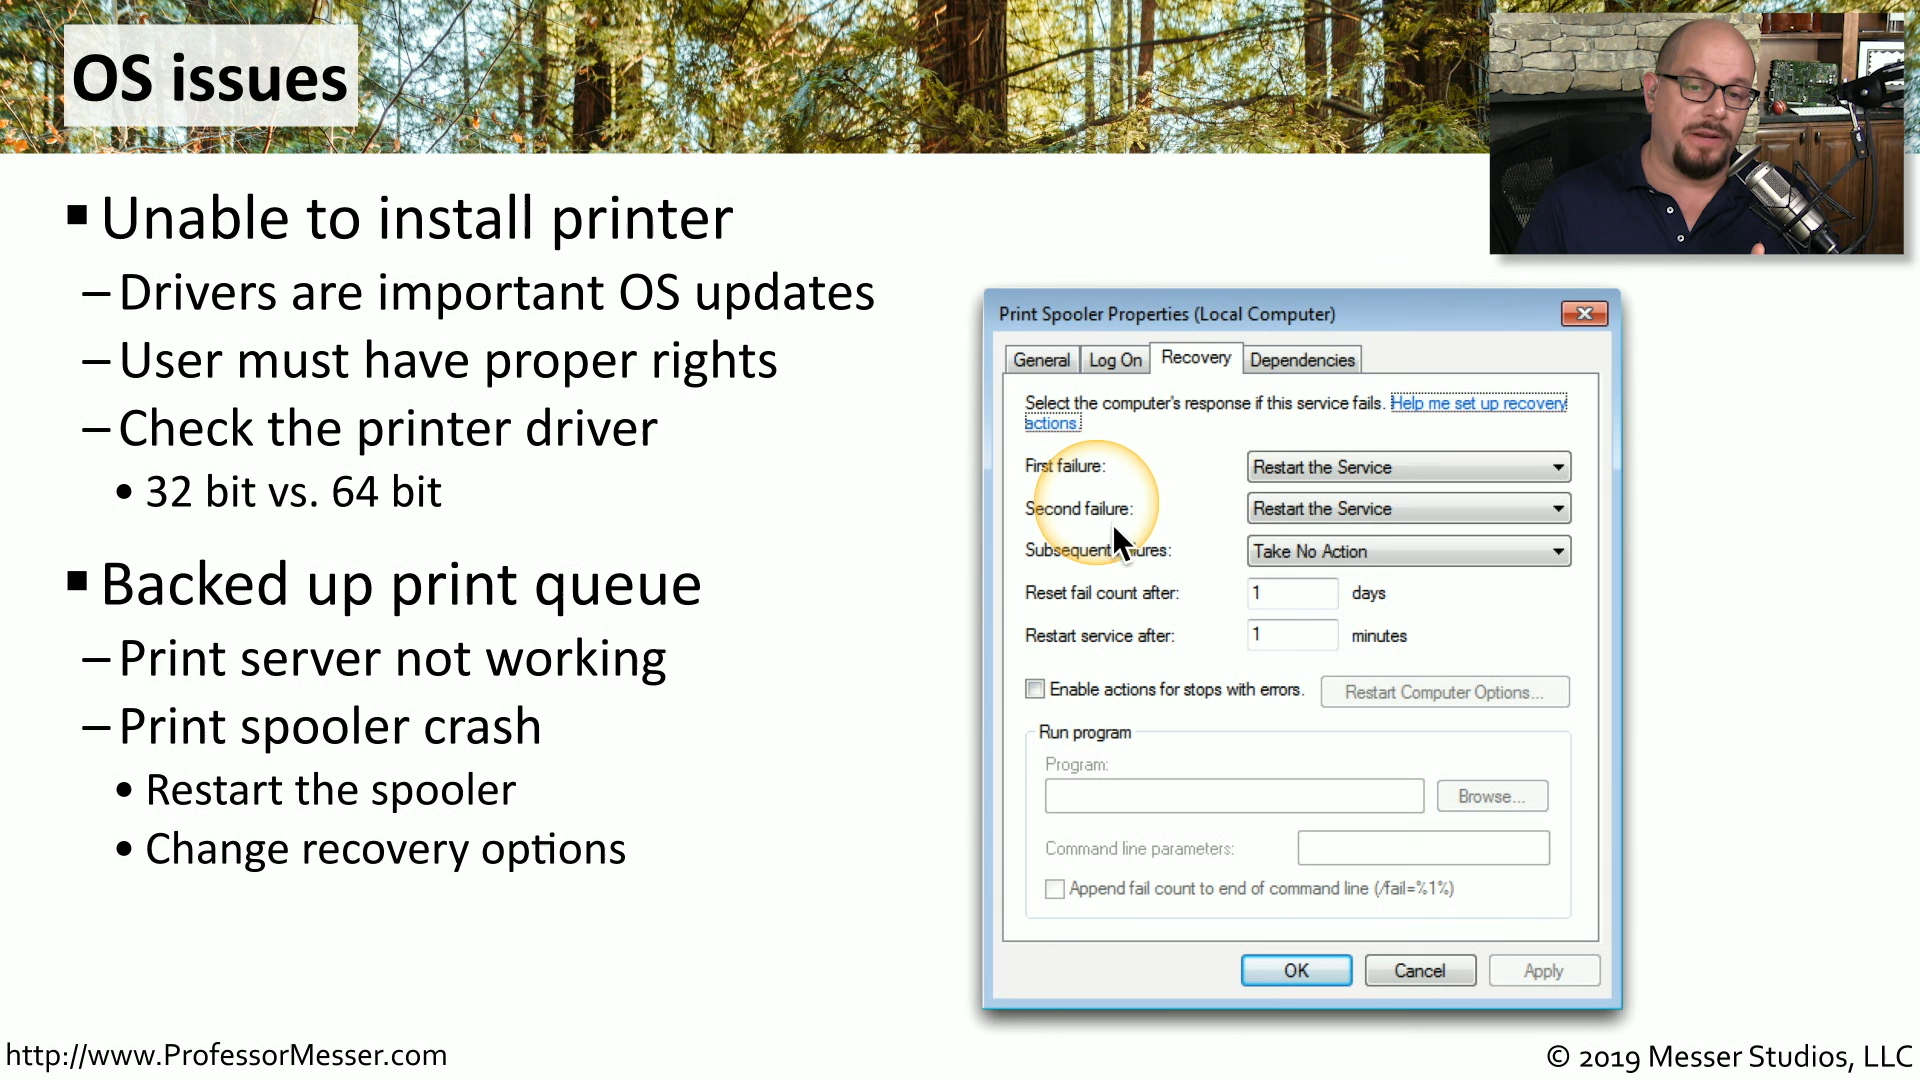 OS issues
▪ Unable to install printer
– Drivers are important OS updates
– User must have proper rights
– Check the printer driver
• 32 bit vs. 64 bit
▪ Backed up print queue
– Print server not working
– Print spooler crash
• Restart the spooler
• Change recovery options
Print Spooler Properties (Local Computer)
General Log On Recovery Dependencies
Select the computer's response if this service fails. Help me set up recovery
actions.
First failure: Restart the Service
Second failure: Restart the Service
Subsequent failures: Take No Action
Reset fail count after: 1 days
Restart service after: 1 minutes
Enable actions for stops with errors. Restart Computer Options...
Run program
Program:
Browse...
Command line parameters:
Append fail count to end of command line (/fail=%1%)
OK Cancel Apply
http://www.ProfessorMesser.com
© 2019 Messer Studios, LLC